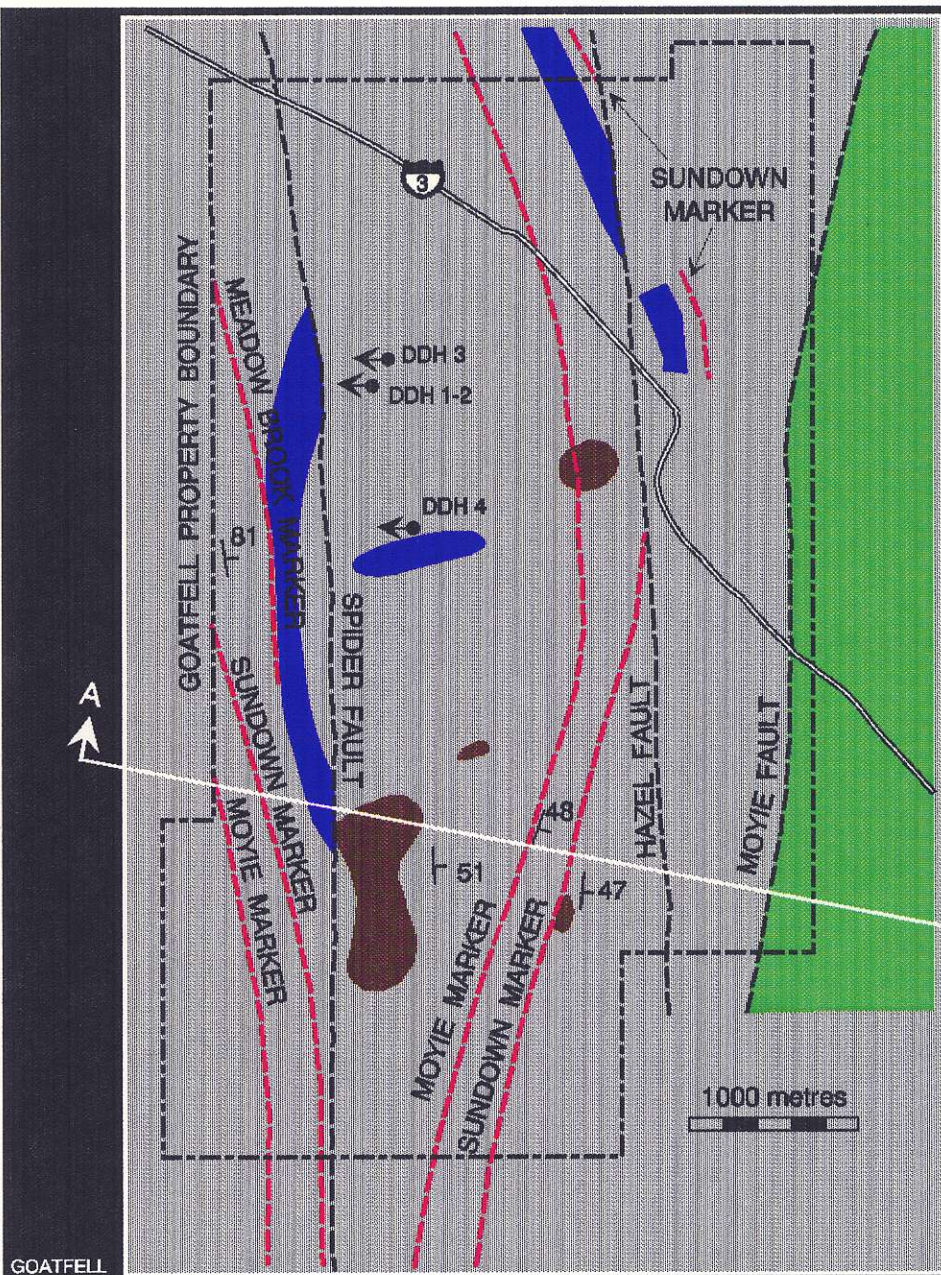 3
SUNDOWN
MARKER
GOATFELL PROPERTY BOUNDARY
MEADOW BROOK MARKER
DDH 3
DDH 1-2
DDH 4
81
SPIDER FAULT
SUNDOWN MARKER
MOYIE MARKER
A
48
51
47
HAZEL FAULT
MOYIE FAULT
MOYIE MARKER
SUNDOWN MARKER
1000 metres
GOATFELL